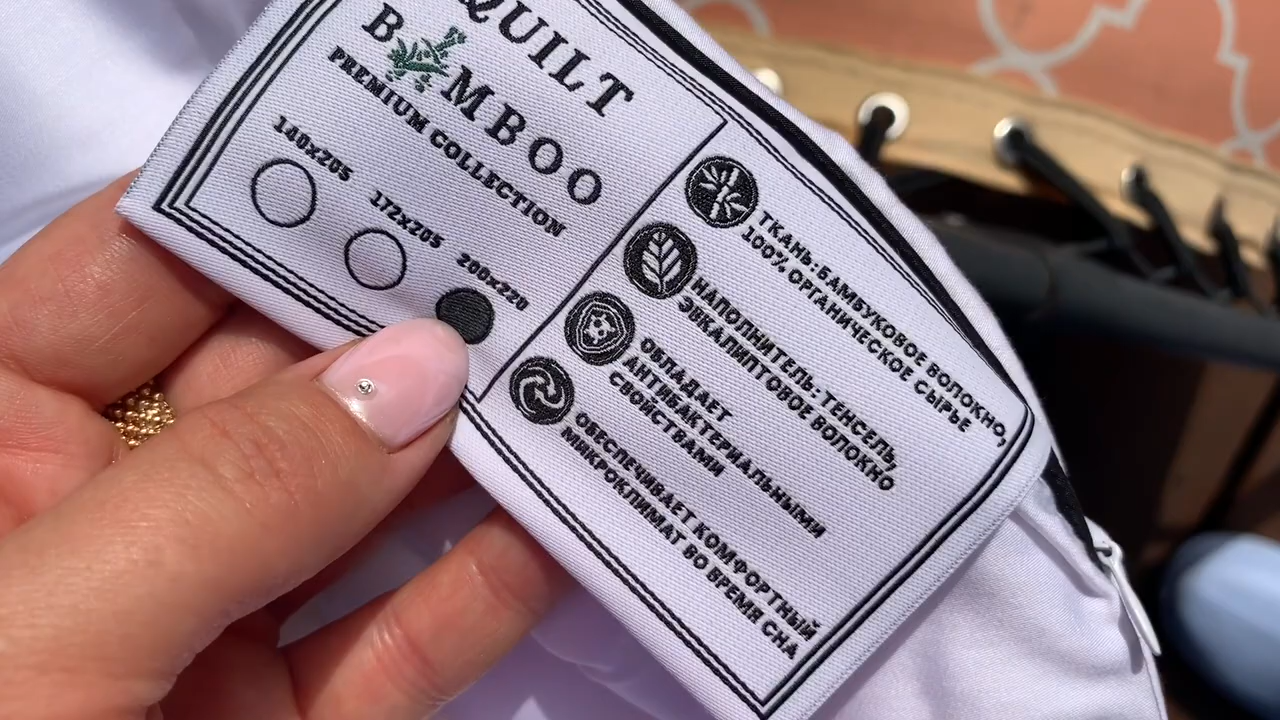 QUILT
BAMBOO
PREMIUM COLLECTION
140x205
172x205
200x220
ТКАНЬ: БАМБУКОВОЕ ВОЛОКНО,
100% ОРГАНИЧЕСКОЕ СЫРЬЕ
НАПОЛНИТЕЛЬ: ТЕНСЕЛЬ,
ЭВКАЛИПТОВОЕ ВОЛОКНО
ОБЛАДАЕТ
АНТИБАКТЕРИАЛЬНЫМИ
СВОЙСТВАМИ
ОБЕСПЕЧИВАЕТ КОМФОРТНЫЙ
МИКРОКЛИМАТ ВО ВРЕМЯ СНА